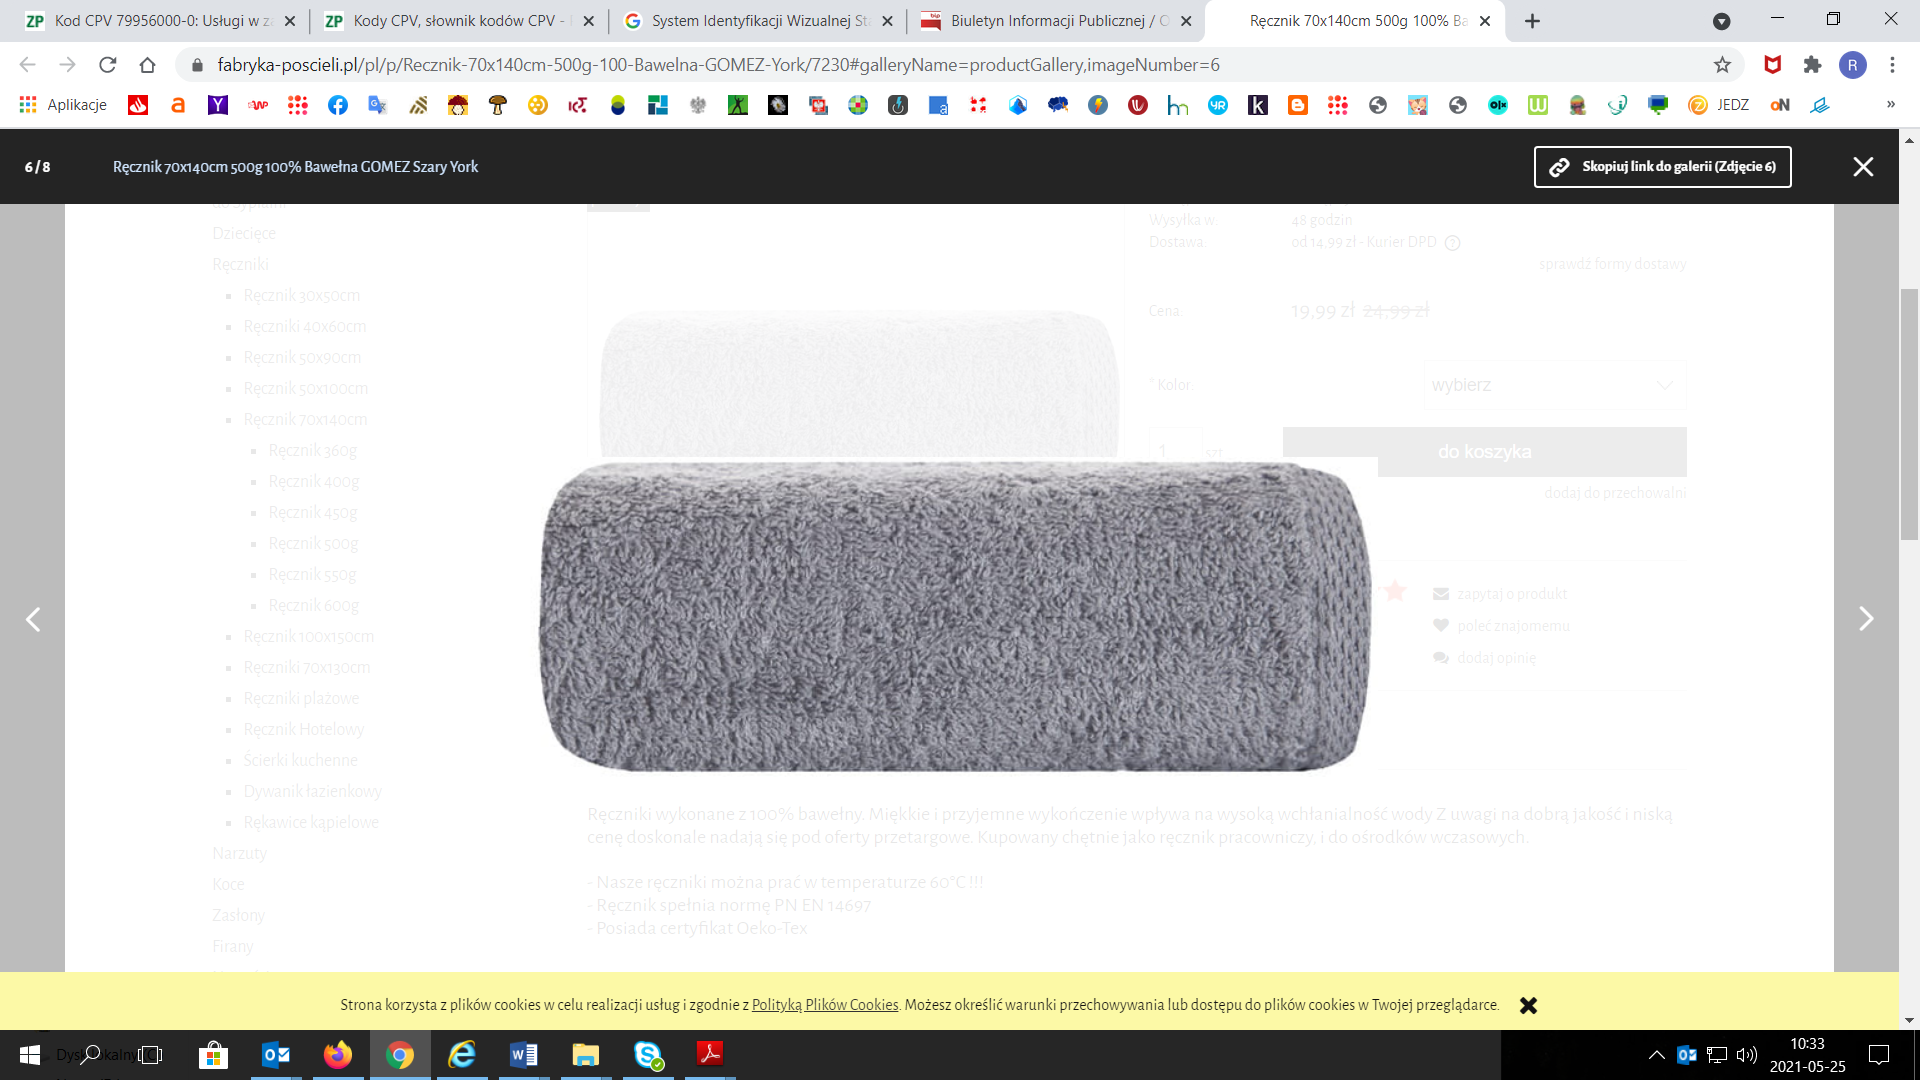 Kod CPV 79956000-0: Usługi w za
Kody CPV, słownik kodów CPV -
System Identyfikacji Wizualnej Sta
Biuletyn Informacji Publicznej / O
Ręcznik 70x140cm 500g 100% Ba
fabryka-poscieli.pl/pl/p/Recznik-70x140cm-500g-100-Bawelna-GOMEZ-York/7230#galleryName=productGallery,imageNumber=6
R
Aplikacje
JEDZ
6 / 8
Ręcznik 70x140cm 500g 100% Bawełna GOMEZ Szary York
Skopiuj link do galerii (Zdjęcie 6)
do sypialni
Dziecięce
Ręczniki
Ręcznik 30x50cm
Ręczniki 40x60cm
Ręcznik 50x90cm
Ręcznik 50x100cm
Ręcznik 70x140cm
Ręcznik 360g
Ręcznik 400g
Ręcznik 450g
Ręcznik 500g
Ręcznik 550g
Ręcznik 600g
Ręcznik 100x150cm
Ręczniki 70x130cm
Ręczniki plażowe
Ręcznik Hotelowy
Ścierki kuchenne
Dywanik łazienkowy
Rękawice kąpielowe
Narzuty
Koce
Zasłony
Firany
Wysyłka w: 48 godzin
Dostawa: od 14,99 zł - Kurier DPD
sprawdź formy dostawy
Cena: 19,99 zł 24,99 zł
* Kolor: wybierz
1
do koszyka
dodaj do przechowalni
zapytaj o produkt
poleć znajomemu
dodaj opinię
Ręczniki wykonane z 100% bawełny. Miękkie i przyjemne wykończenie wpływa na wysoką wchłanialność wody Z uwagi na dobrą jakość i niską
cenę doskonale nadają się pod oferty przetargowe. Kupowany chętnie jako ręcznik pracowniczy, i do ośrodków wczasowych.
- Nasze ręczniki można prać w temperaturze 60°C !!!
- Ręcznik spełnia normę PN EN 14697
- Posiada certyfikat Oeko-Tex
Strona korzysta z plików cookies w celu realizacji usług i zgodnie z Polityką Plików Cookies. Możesz określić warunki przechowywania lub dostępu do plików cookies w Twojej przeglądarce.
10:33
2021-05-25